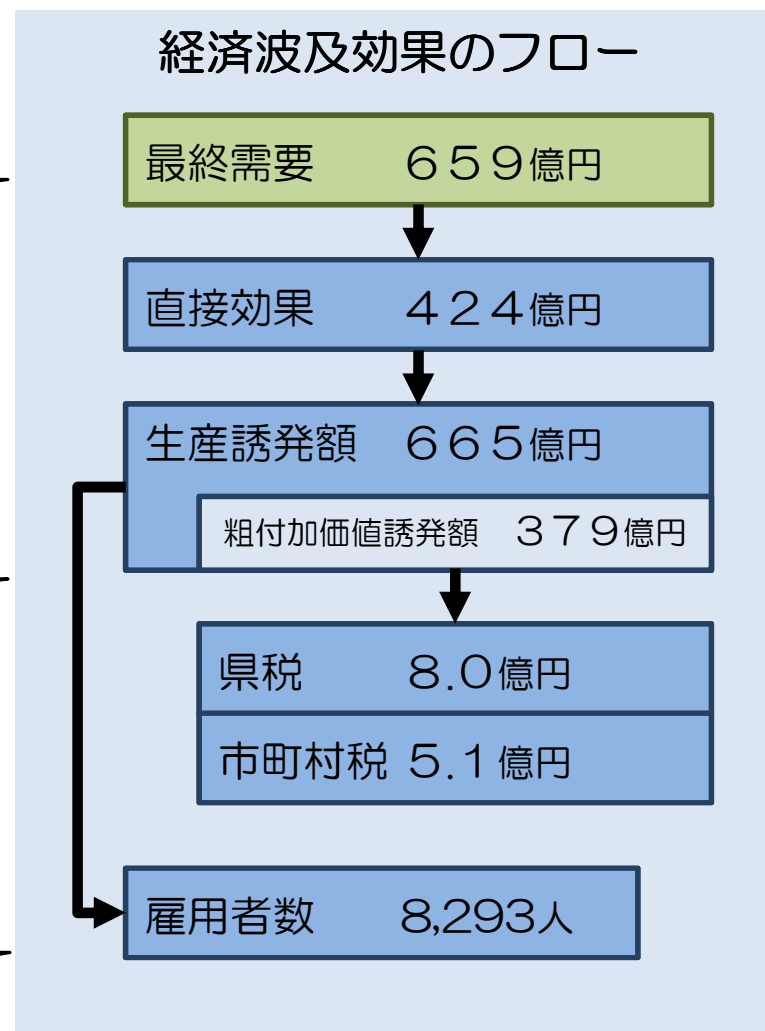 経済波及効果のフロー
最終需要　６５９億円
直接効果　４２４億円
生産誘発額　６６５億円
粗付加価値誘発額　３７９億円
県税　８.０億円
市町村税 ５.１億円
雇用者数　8,293人